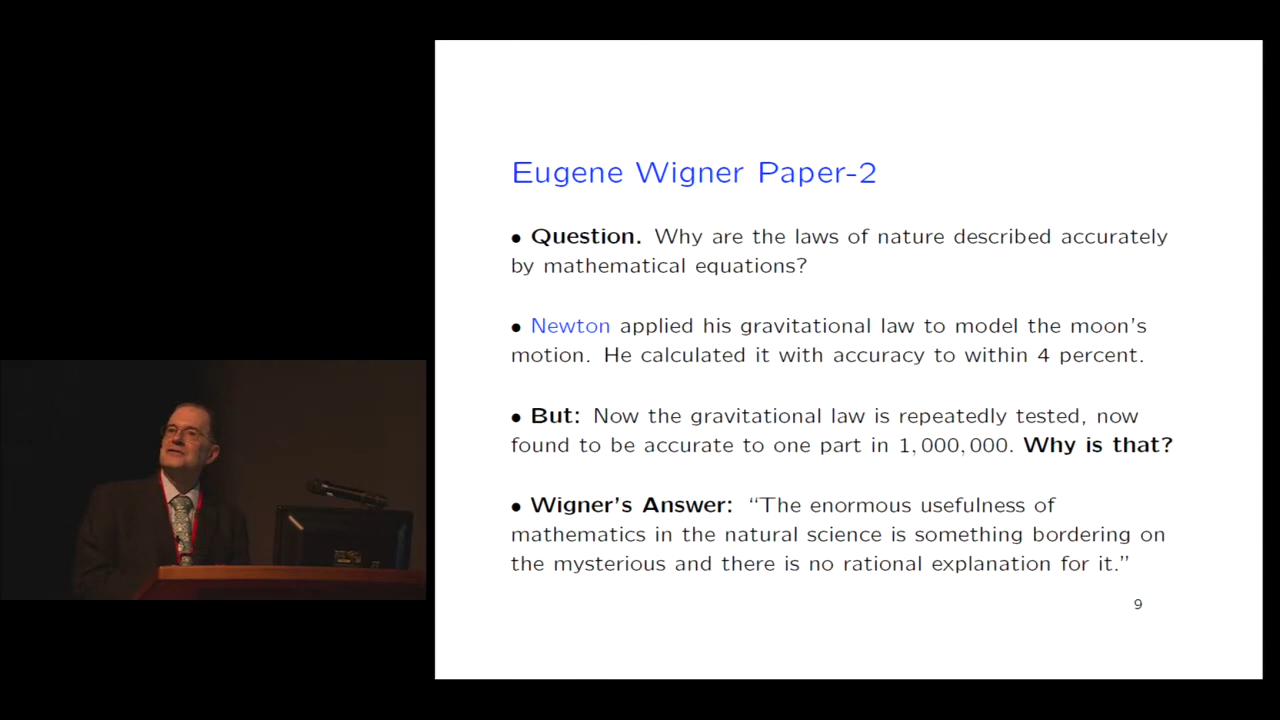 Eugene Wigner Paper-2
• Question. Why are the laws of nature described accurately
by mathematical equations?
• Newton applied his gravitational law to model the moon's
motion. He calculated it with accuracy to within 4 percent.
• But: Now the gravitational law is repeatedly tested, now
found to be accurate to one part in 1,000,000. Why is that?
• Wigner's Answer: “The enormous usefulness of
mathematics in the natural science is something bordering on
the mysterious and there is no rational explanation for it.”
9